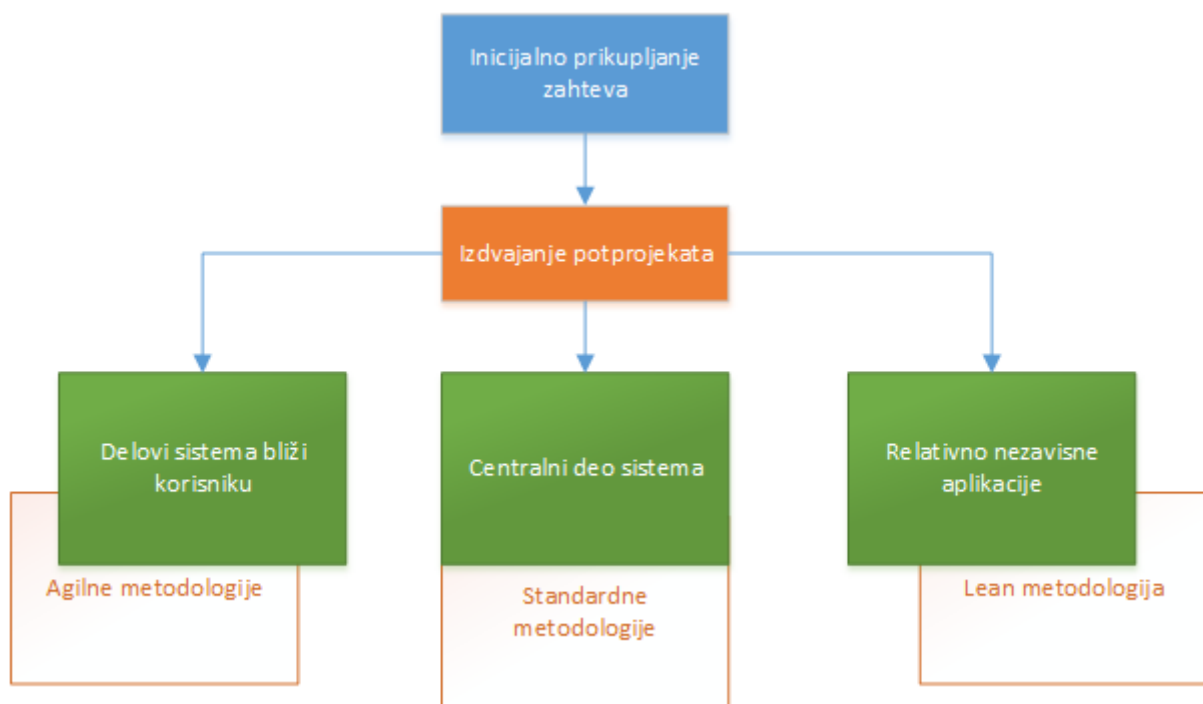 Inicijalno prikupljanje
zahteva
Izdvajanje potprojekata
Delovi sistema bliži
korisniku
Centralni deo sistema
Relativno nezavisne
aplikacije
Agilne metodologije
Standardne
metodologije
Lean metodologija